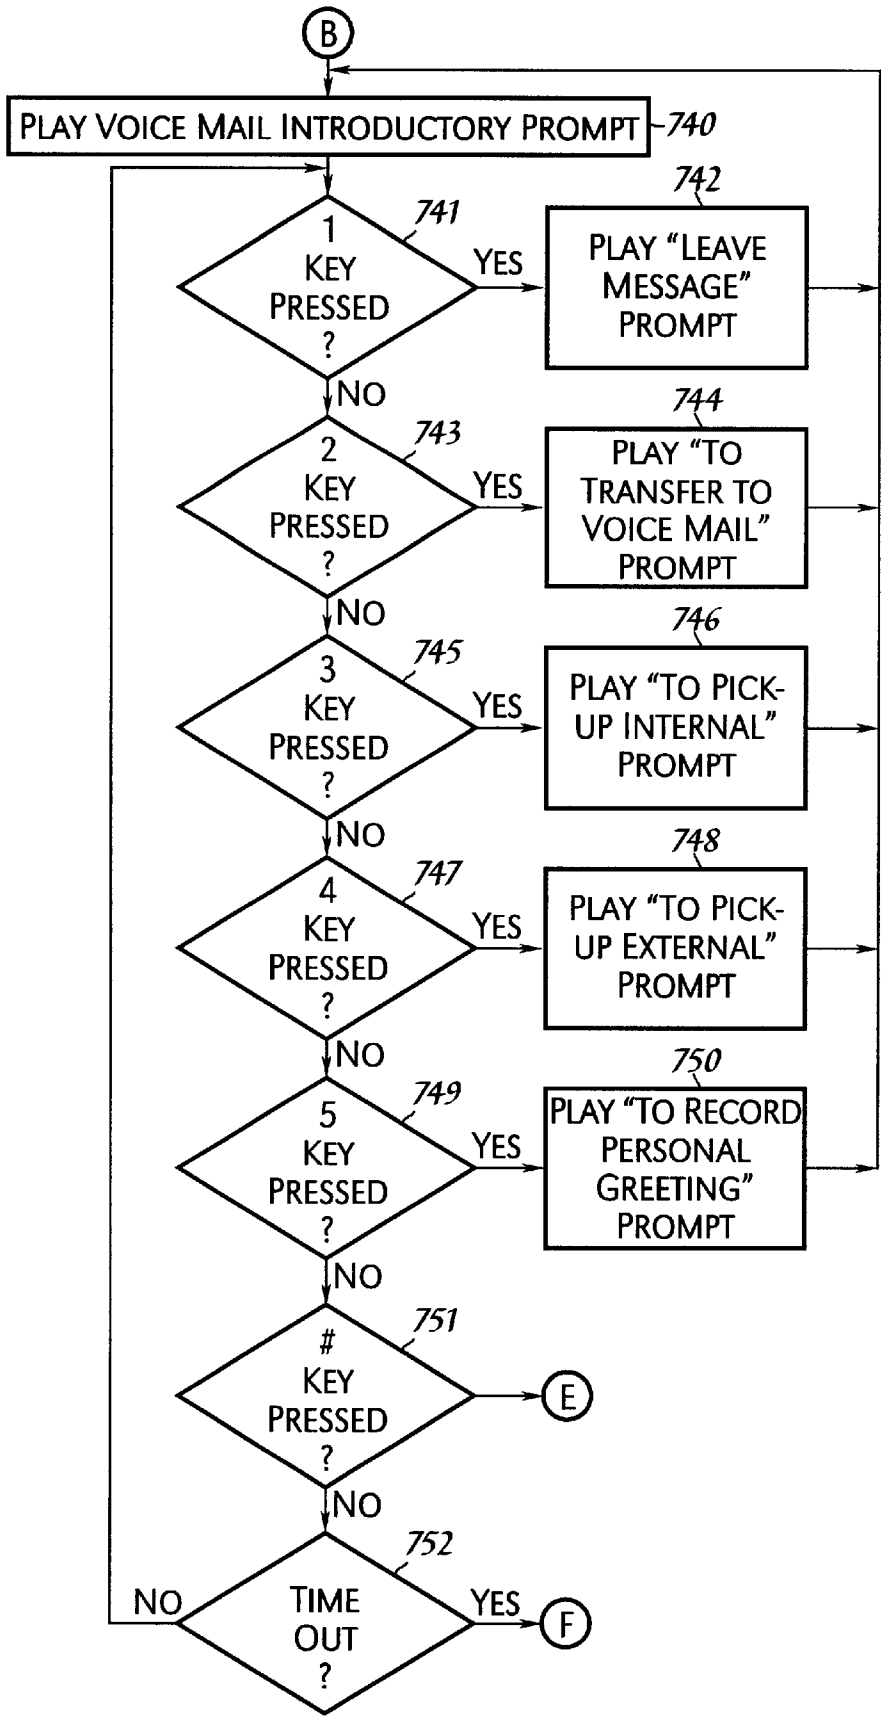 B
PLAY VOICE MAIL INTRODUCTORY PROMPT
740
1
KEY
PRESSED
?
741
YES
742
PLAY “LEAVE
MESSAGE”
PROMPT
NO
2
KEY
PRESSED
?
743
YES
744
PLAY “TO
TRANSFER TO
VOICE MAIL”
PROMPT
NO
3
KEY
PRESSED
?
745
YES
746
PLAY “TO PICK-
UP INTERNAL”
PROMPT
NO
4
KEY
PRESSED
?
747
YES
748
PLAY “TO PICK-
UP EXTERNAL”
PROMPT
NO
5
KEY
PRESSED
?
749
YES
750
PLAY “TO RECORD
PERSONAL
GREETING”
PROMPT
NO
#
KEY
PRESSED
?
751
E
NO
TIME
OUT
?
752
NO
YES
F